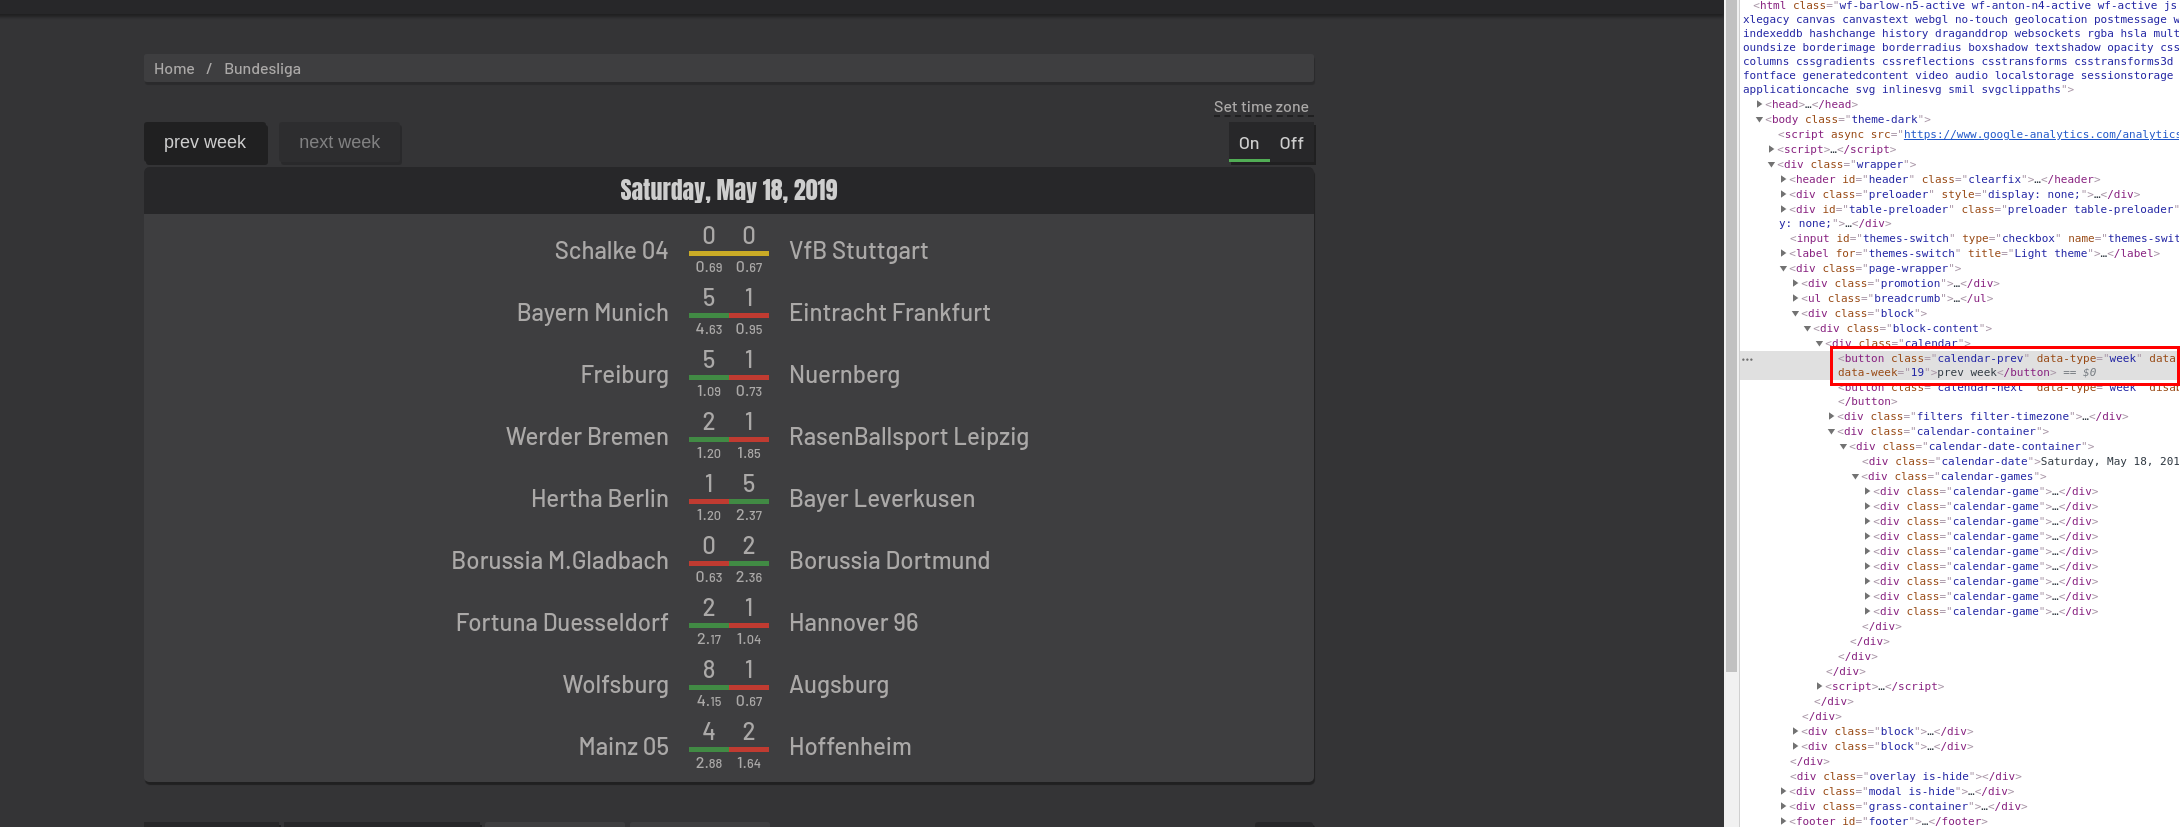 Home / Bundesliga
Set time zone
prev week next week
On Off
Saturday, May 18, 2019
Schalke 04 0 0 VfB Stuttgart
0.69 0.67
Bayern Munich 5 1 Eintracht Frankfurt
4.63 0.95
Freiburg 5 1 Nuernberg
1.09 0.73
Werder Bremen 2 1 RasenBallsport Leipzig
1.20 1.85
Hertha Berlin 1 5 Bayer Leverkusen
1.20 2.37
Borussia M.Gladbach 0 2 Borussia Dortmund
0.63 2.36
Fortuna Duesseldorf 2 1 Hannover 96
2.17 1.04
Wolfsburg 8 1 Augsburg
4.15 0.67
Mainz 05 4 2 Hoffenheim
2.88 1.64
<html class="wf-barlow-n5-active wf-anton-n4-active wf-active js
xlegacy canvas canvastext webgl no-touch geolocation postmessage w
indexeddb hashchange history draganddrop websockets rgba hsla mult
oundsize borderimage borderradius boxshadow textshadow opacity css
columns cssgradients cssreflections csstransforms csstransforms3d
fontface generatedcontent video audio localstorage sessionstorage
applicationcache svg inlinesvg smil svgclippaths">
<head>…</head>
<body class="theme-dark">
<script async src="https://www.google-analytics.com/analytics
<script>…</script>
<div class="wrapper">
<header id="header" class="clearfix">…</header>
<div class="preloader" style="display: none;">…</div>
<div id="table-preloader" class="preloader table-preloader"
y: none;">…</div>
<input id="themes-switch" type="checkbox" name="themes-swit
<label for="themes-switch" title="Light theme">…</label>
<div class="page-wrapper">
<div class="promotion">…</div>
<ul class="breadcrumb">…</ul>
<div class="block">
<div class="block-content">
<div class="calendar">
<button class="calendar-prev" data-type="week" data
data-week="19">prev week</button> == $0
<button class="calendar-next" data-type="week" disa
</button>
<div class="filters filter-timezone">…</div>
<div class="calendar-container">
<div class="calendar-date-container">
<div class="calendar-date">Saturday, May 18, 201
<div class="calendar-games">
<div class="calendar-game">…</div>
<div class="calendar-game">…</div>
<div class="calendar-game">…</div>
<div class="calendar-game">…</div>
<div class="calendar-game">…</div>
<div class="calendar-game">…</div>
<div class="calendar-game">…</div>
<div class="calendar-game">…</div>
<div class="calendar-game">…</div>
</div>
</div>
</div>
</div>
<script>…</script>
</div>
</div>
<div class="block">…</div>
<div class="block">…</div>
</div>
<div class="overlay is-hide"></div>
<div class="modal is-hide">…</div>
<div class="grass-container">…</div>
<footer id="footer">…</footer>